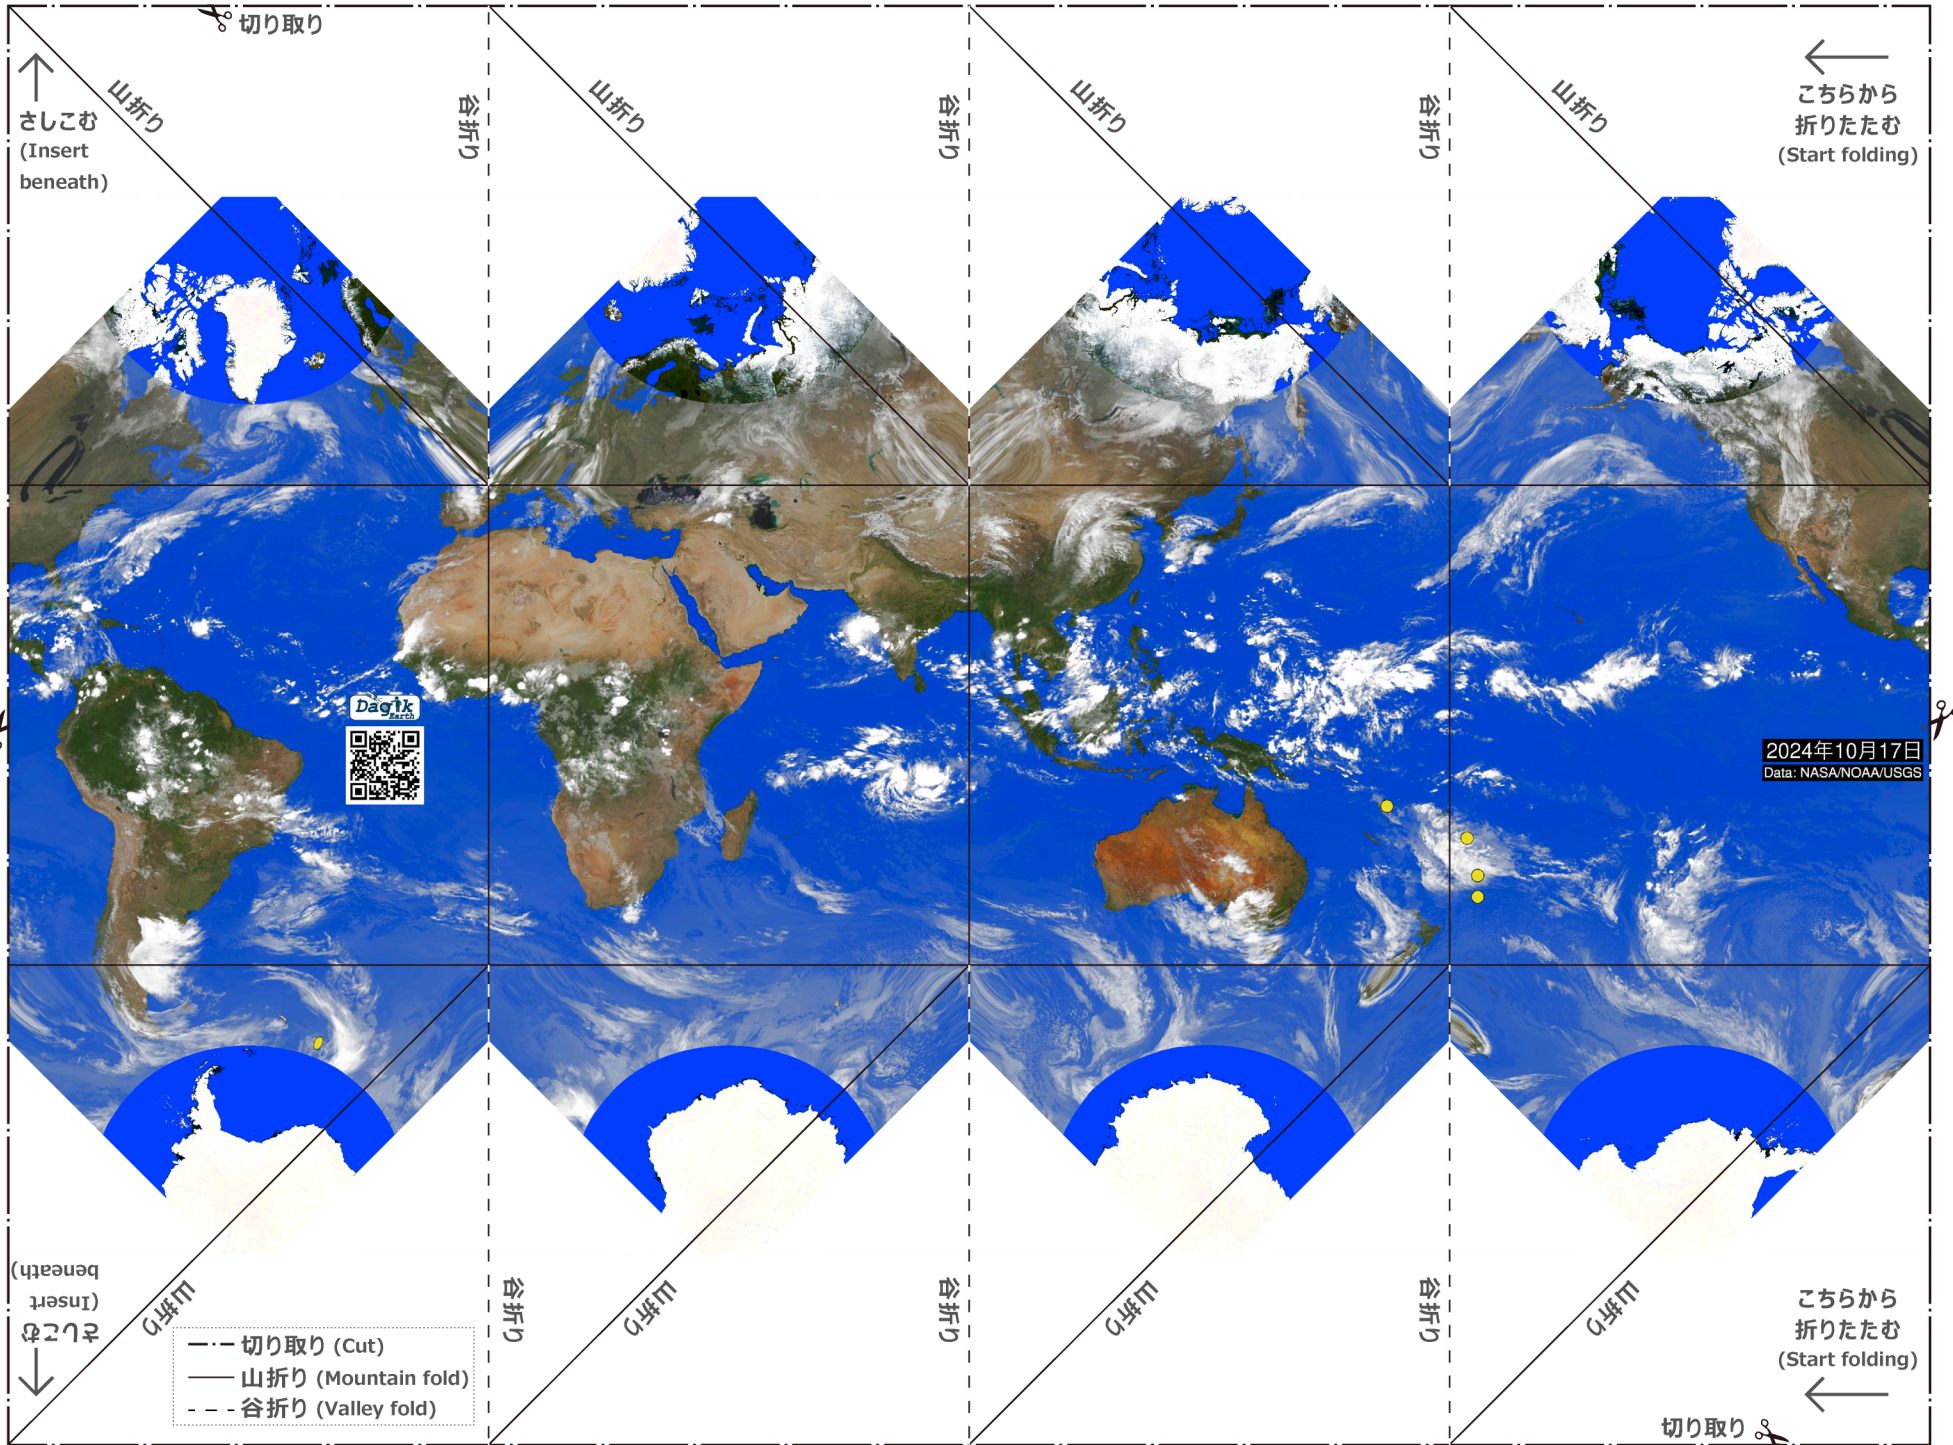 切り取り
さしこむ
(Insert
beneath)
山折り
谷折り
山折り
谷折り
山折り
谷折り
山折り
こちらから
折りたたむ
(Start folding)
Dagik
Earth
2024年10月17日
Data: NASA/NOAA/USGS
さしこむ
(Insert
beneath)
山折り
谷折り
山折り
谷折り
山折り
谷折り
山折り
こちらから
折りたたむ
(Start folding)
切り取り (Cut)
山折り (Mountain fold)
谷折り (Valley fold)
切り取り